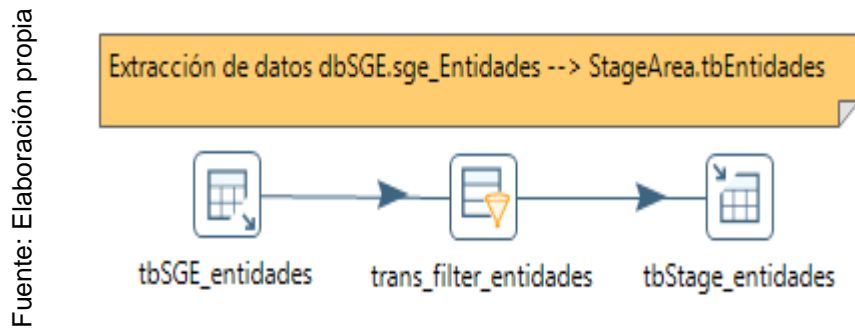 Fuente: Elaboración propia
Extracción de datos dbSGE.sge_Entidades --> StageArea.tbEntidades
tbSGE_entidades
trans_filter_entidades
tbStage_entidades